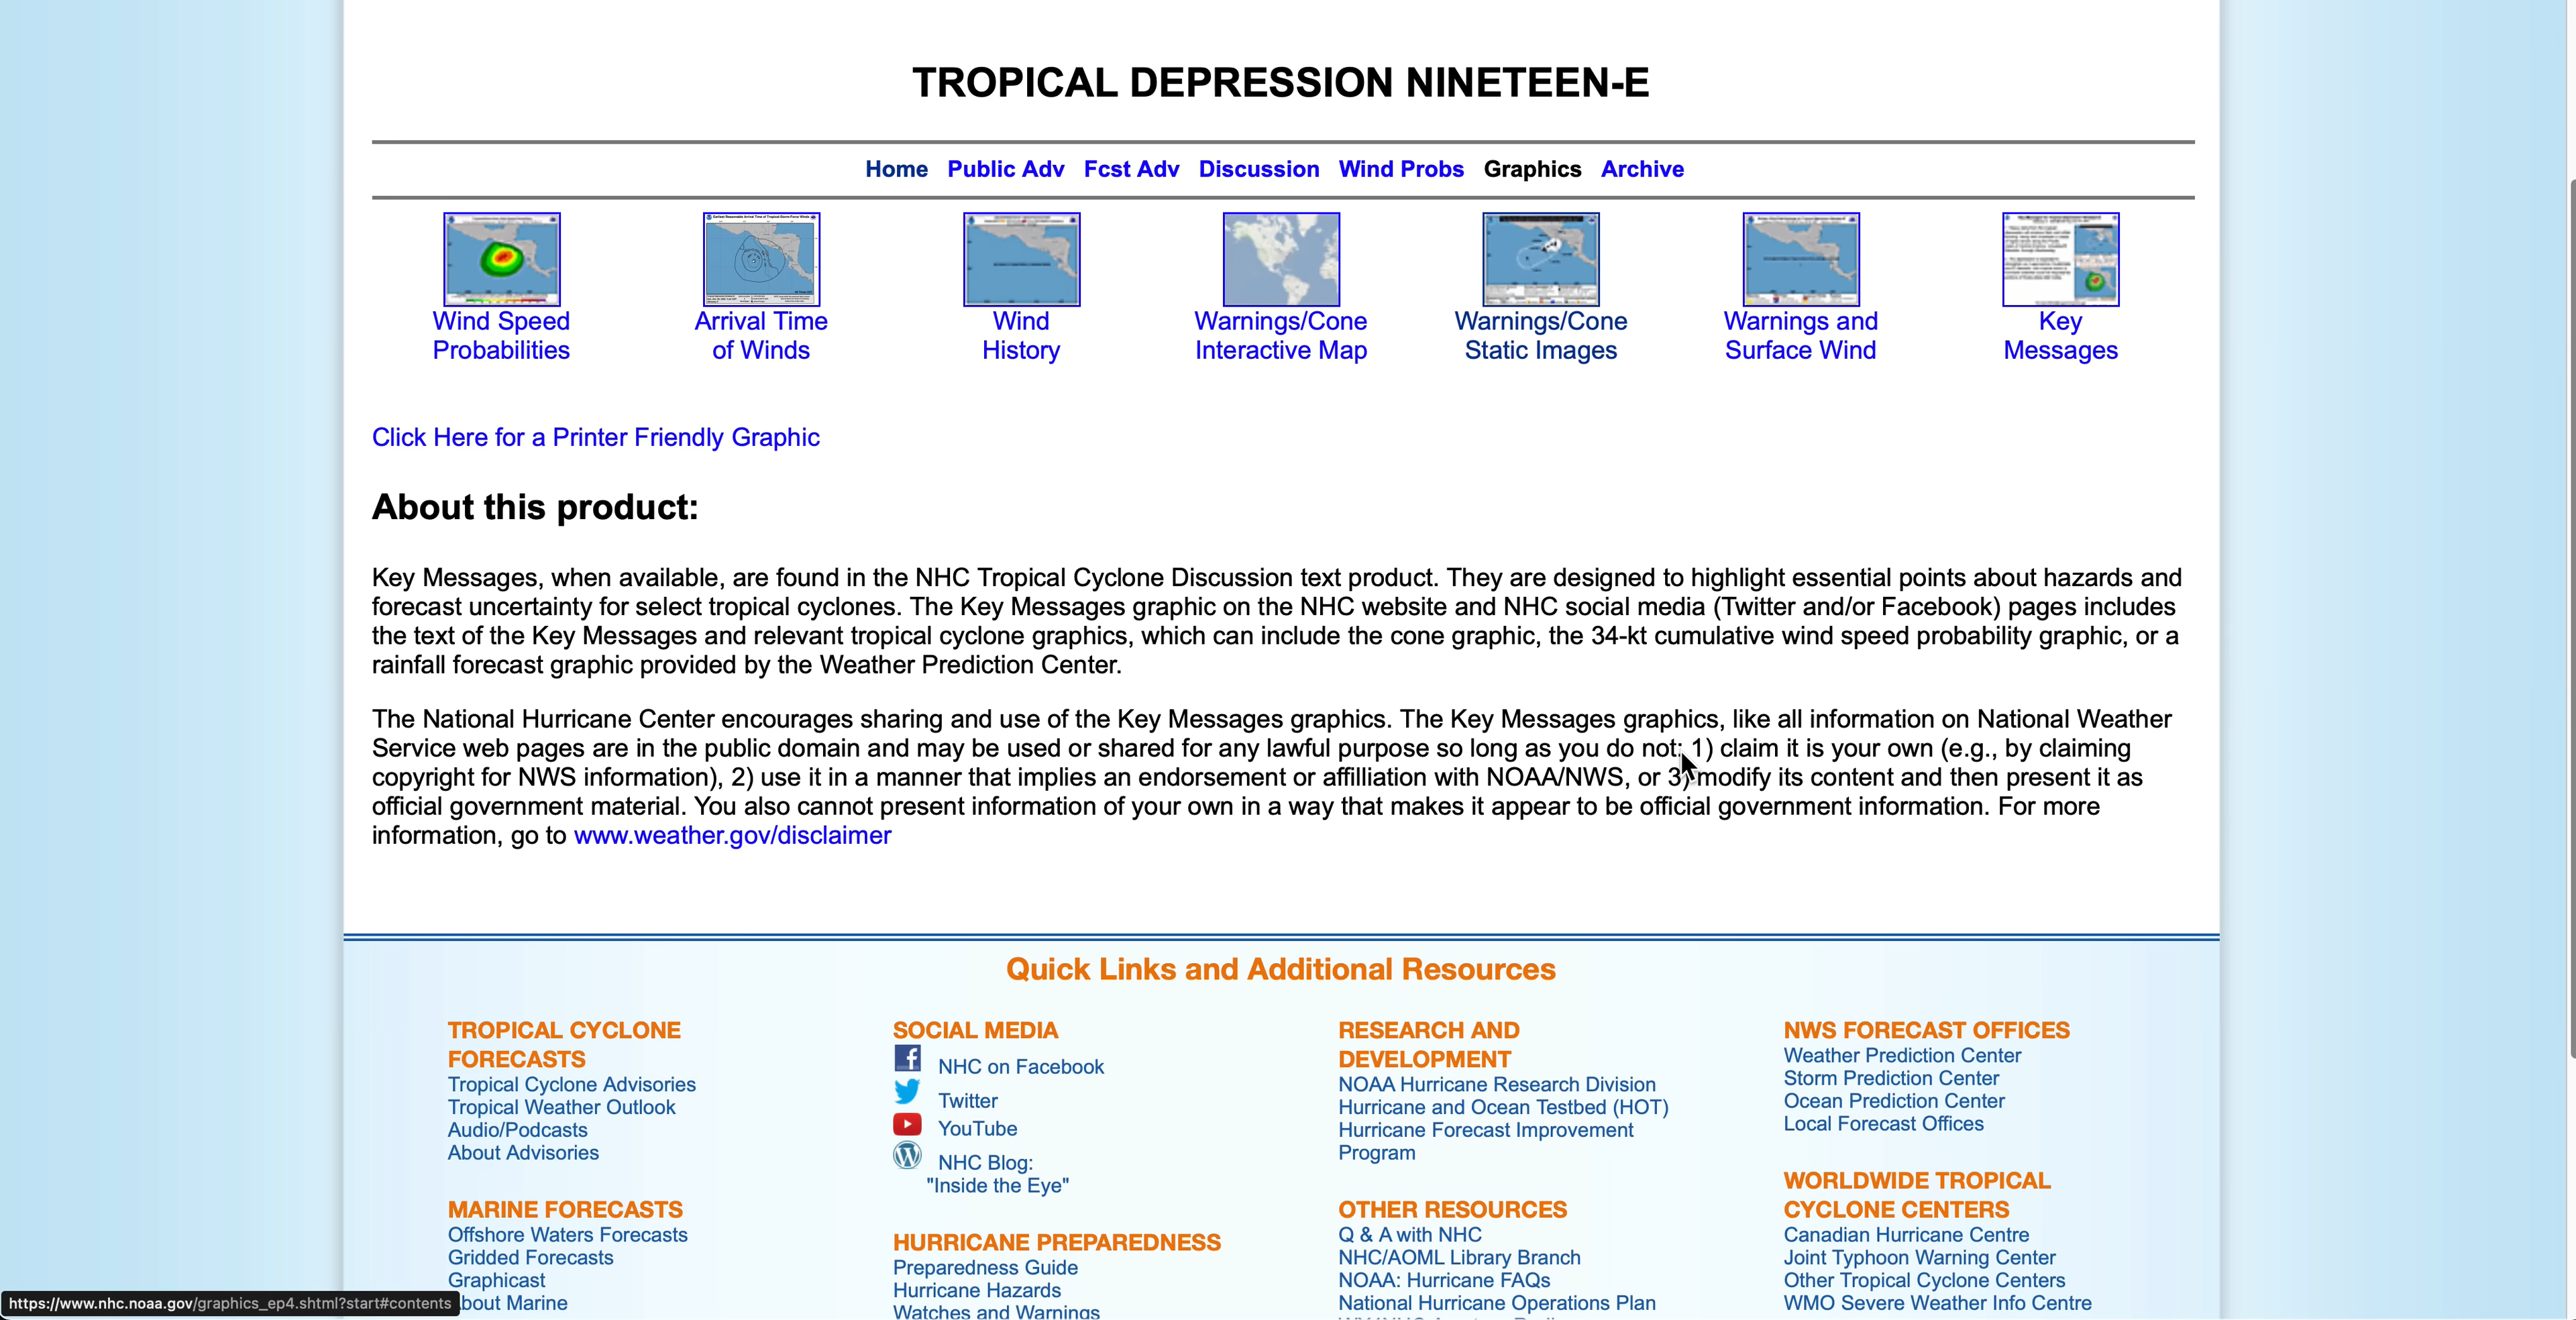 TROPICAL DEPRESSION NINETEEN-E
Home Public Adv Fcst Adv Discussion Wind Probs Graphics Archive
Wind Speed
Probabilities
Arrival Time
of Winds
Wind
History
Warnings/Cone
Interactive Map
Warnings/Cone
Static Images
Warnings and
Surface Wind
Key
Messages
Click Here for a Printer Friendly Graphic
About this product:
Key Messages, when available, are found in the NHC Tropical Cyclone Discussion text product. They are designed to highlight essential points about hazards and
forecast uncertainty for select tropical cyclones. The Key Messages graphic on the NHC website and NHC social media (Twitter and/or Facebook) pages includes
the text of the Key Messages and relevant tropical cyclone graphics, which can include the cone graphic, the 34-kt cumulative wind speed probability graphic, or a
rainfall forecast graphic provided by the Weather Prediction Center.
The National Hurricane Center encourages sharing and use of the Key Messages graphics. The Key Messages graphics, like all information on National Weather
Service web pages are in the public domain and may be used or shared for any lawful purpose so long as you do not: 1) claim it is your own (e.g., by claiming
copyright for NWS information), 2) use it in a manner that implies an endorsement or affilliation with NOAA/NWS, or 3) modify its content and then present it as
official government material. You also cannot present information of your own in a way that makes it appear to be official government information. For more
information, go to www.weather.gov/disclaimer
Quick Links and Additional Resources
TROPICAL CYCLONE
FORECASTS
Tropical Cyclone Advisories
Tropical Weather Outlook
Audio/Podcasts
About Advisories
MARINE FORECASTS
Offshore Waters Forecasts
Gridded Forecasts
Graphicast
About Marine
SOCIAL MEDIA
NHC on Facebook
Twitter
YouTube
NHC Blog:
"Inside the Eye"
HURRICANE PREPAREDNESS
Preparedness Guide
Hurricane Hazards
Watches and Warnings
RESEARCH AND
DEVELOPMENT
NOAA Hurricane Research Division
Hurricane and Ocean Testbed (HOT)
Hurricane Forecast Improvement
Program
OTHER RESOURCES
Q & A with NHC
NHC/AOML Library Branch
NOAA: Hurricane FAQs
National Hurricane Operations Plan
NWS FORECAST OFFICES
Weather Prediction Center
Storm Prediction Center
Ocean Prediction Center
Local Forecast Offices
WORLDWIDE TROPICAL
CYCLONE CENTERS
Canadian Hurricane Centre
Joint Typhoon Warning Center
Other Tropical Cyclone Centers
WMO Severe Weather Info Centre
https://www.nhc.noaa.gov/graphics_ep4.shtml?start#contents